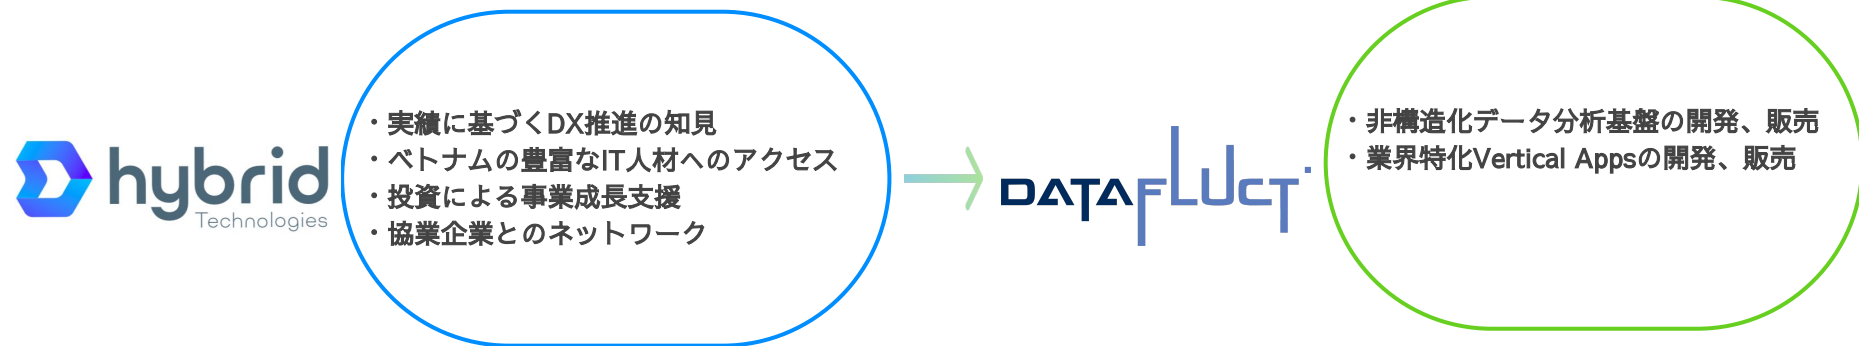 hybrid
Technologies
・実績に基づくDX推進の知見
・ベトナムの豊富なIT人材へのアクセス
・投資による事業成長支援
・協業企業とのネットワーク
DATAFLUCT
・非構造化データ分析基盤の開発、販売
・業界特化Vertical Appsの開発、販売